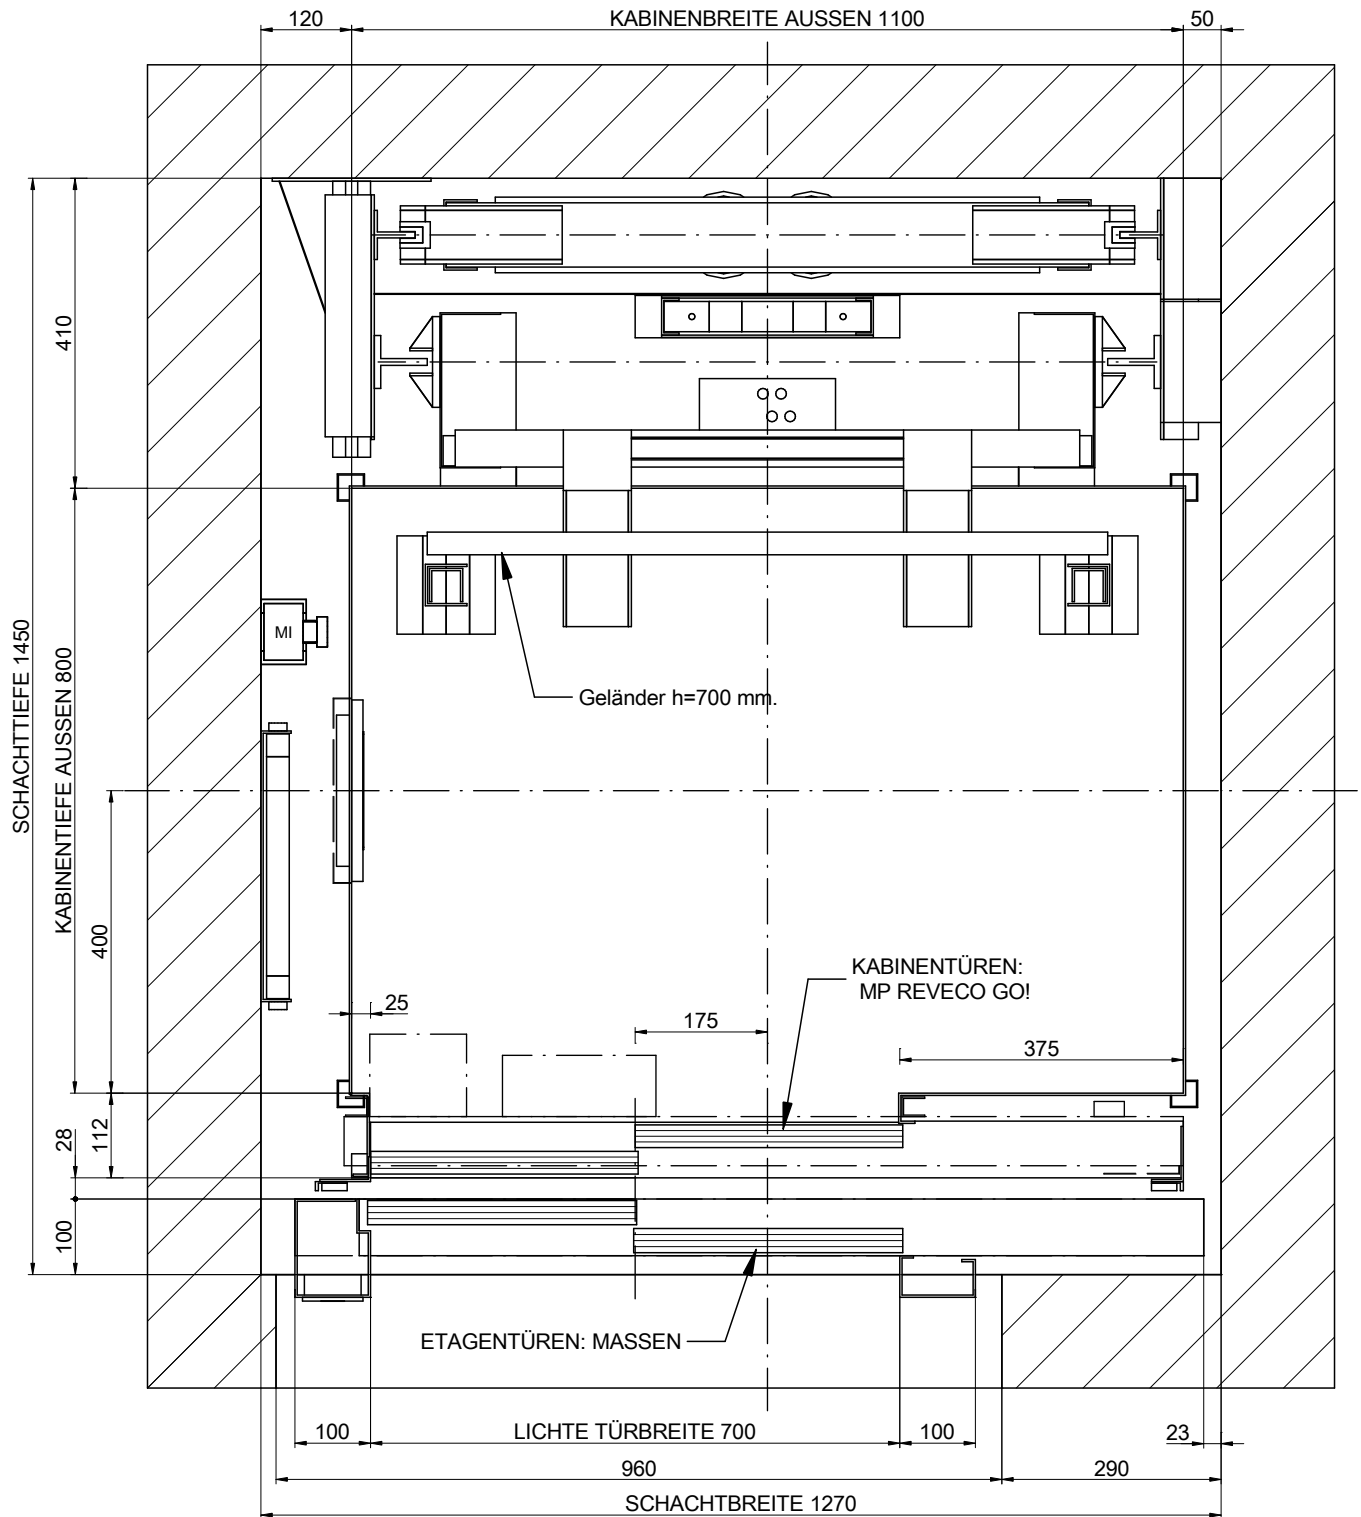 120
KABINENBREITE AUSSEN 1100
50
410
SCHACHTTIEFE 1450
KABINENTIEFE AUSSEN 800
MI
Geländer h=700 mm.
400
KABINENTÜREN:
MP REVECO GO!
25
175
375
112
28
100
ETAGENTÜREN: MASSEN
100
LICHTE TÜRBREITE 700
100
23
960
290
SCHACHTBREITE 1270